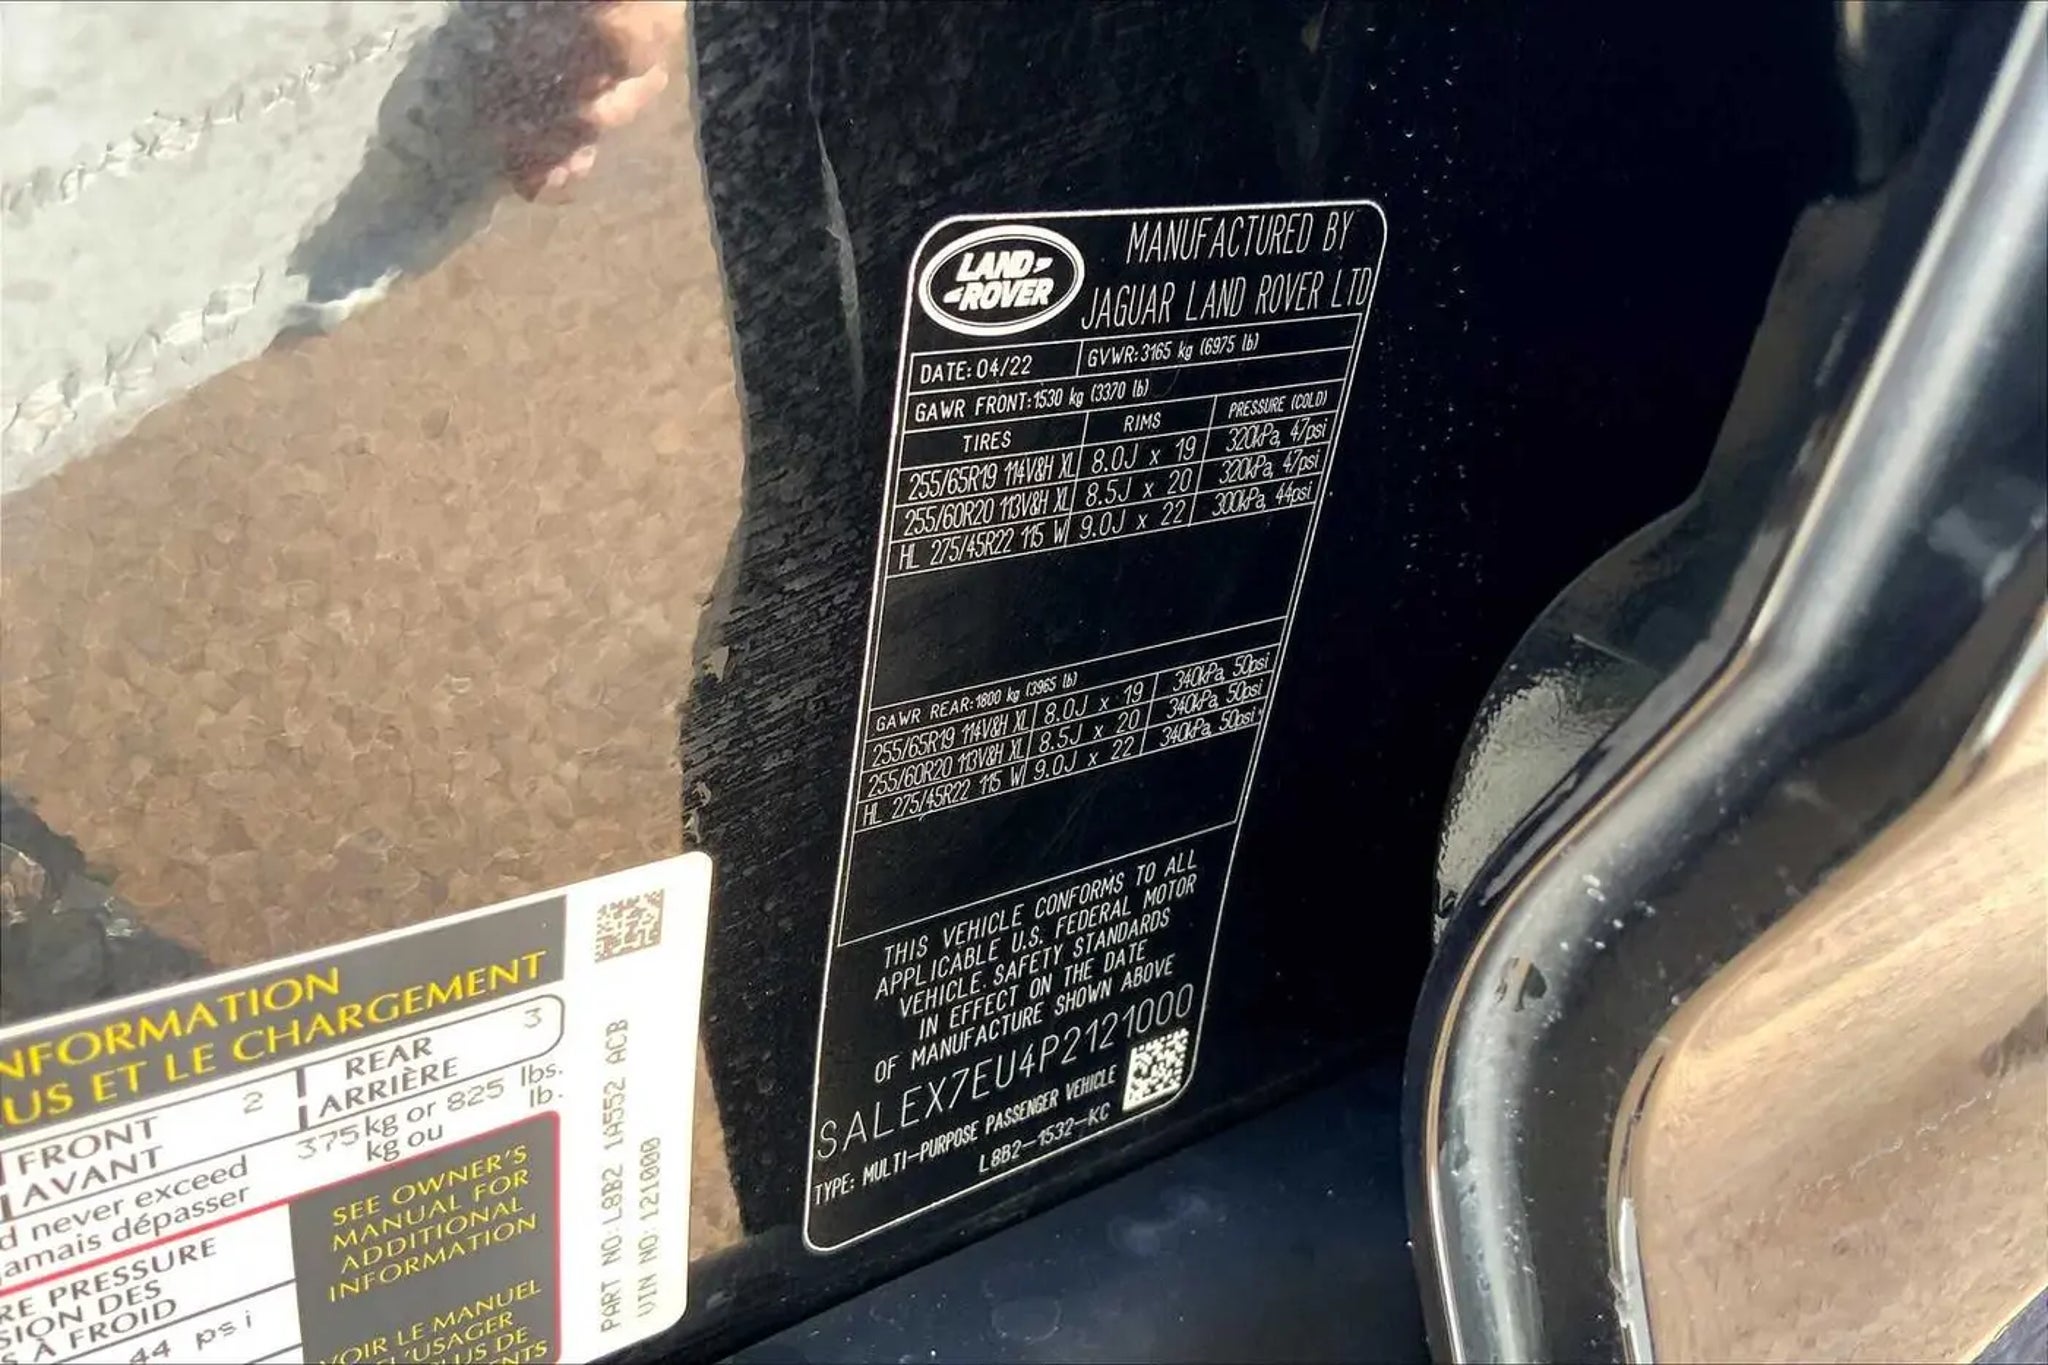 LAND
ROVER
MANUFACTURED BY
JAGUAR LAND ROVER LTD
DATE: 04/22 GVWR: 3165 kg (6975 lb)
GAWR FRONT: 1530 kg (3370 lb)
TIRES RIMS PRESSURE (COLD)
255/65R19 114V&H XL 8.0J x 19 320kPa, 47psi
255/60R20 113V&H XL 8.5J x 20 320kPa, 47psi
HL 275/45R22 115 W 9.0J x 22 300kPa, 44psi
GAWR REAR: 1800 kg (3965 lb)
255/65R19 114V&H XL 8.0J x 19 340kPa, 50psi
255/60R20 113V&H XL 8.5J x 20 340kPa, 50psi
HL 275/45R22 115 W 9.0J x 22 340kPa, 50psi
THIS VEHICLE CONFORMS TO ALL
APPLICABLE U.S. FEDERAL MOTOR
VEHICLE SAFETY STANDARDS
IN EFFECT ON THE DATE
OF MANUFACTURE SHOWN ABOVE
SALEX7EU4P2121000
TYPE: MULTI-PURPOSE PASSENGER VEHICLE
L8B2-1532-KC
NFORMATION
US ET LE CHARGEMENT
FRONT 2 REAR 3
AVANT ARRIÈRE
d never exceed 375 kg or 825 lbs.
jamais dépasser kg ou lb.
RE PRESSURE
SION DES
À FROID
44 psi
SEE OWNER'S
MANUAL FOR
ADDITIONAL
INFORMATION
VOIR LE MANUEL
L'USAGER
PLUS DE
NTS
PART NO: L8B2 1A552 ACB
VIN NO: 121000